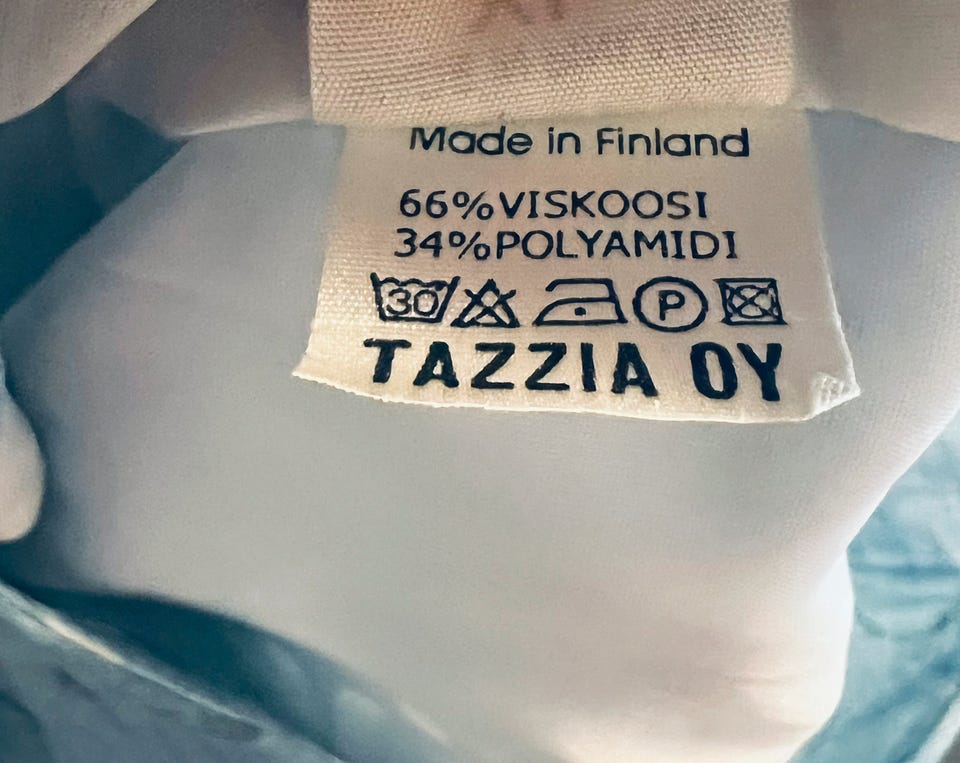 Made in Finland
66% VISKOOSI
34% POLYAMIDI
30 P
TAZZIA OY